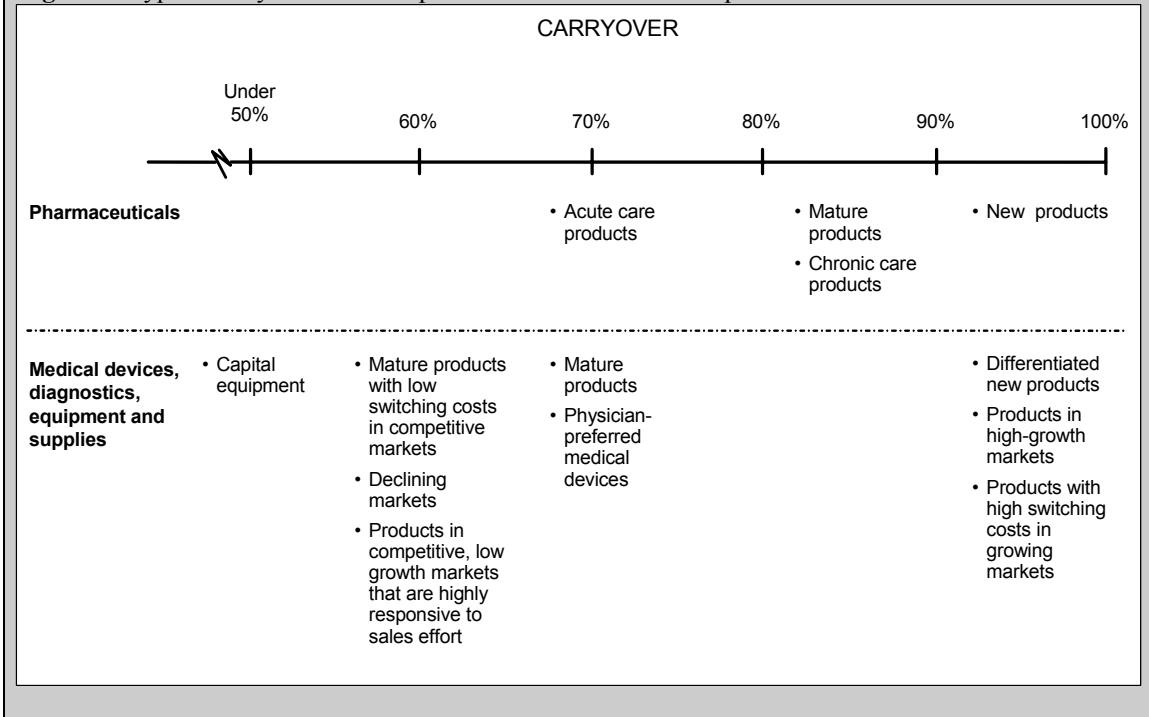 CARRYOVER
Under
50%
60%
70%
80%
90%
100%
Pharmaceuticals
• Acute care
products
• Mature
products
• Chronic care
products
• New products
Medical devices,
diagnostics,
equipment and
supplies
• Capital
equipment
• Mature products
with low
switching costs
in competitive
markets
• Declining
markets
• Products in
competitive, low
growth markets
that are highly
responsive to
sales effort
• Mature
products
• Physician-
preferred
medical
devices
• Differentiated
new products
• Products in
high-growth
markets
• Products with
high switching
costs in
growing
markets